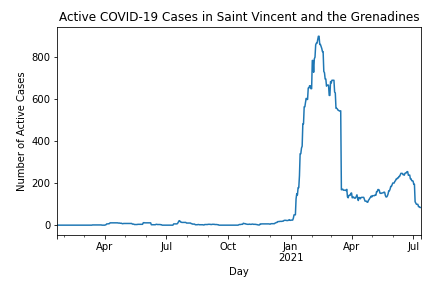 Active COVID-19 Cases in Saint Vincent and the Grenadines
Number of Active Cases
800
600
400
200
0
Apr
Jul
Oct
Jan
2021
Apr
Jul
Day